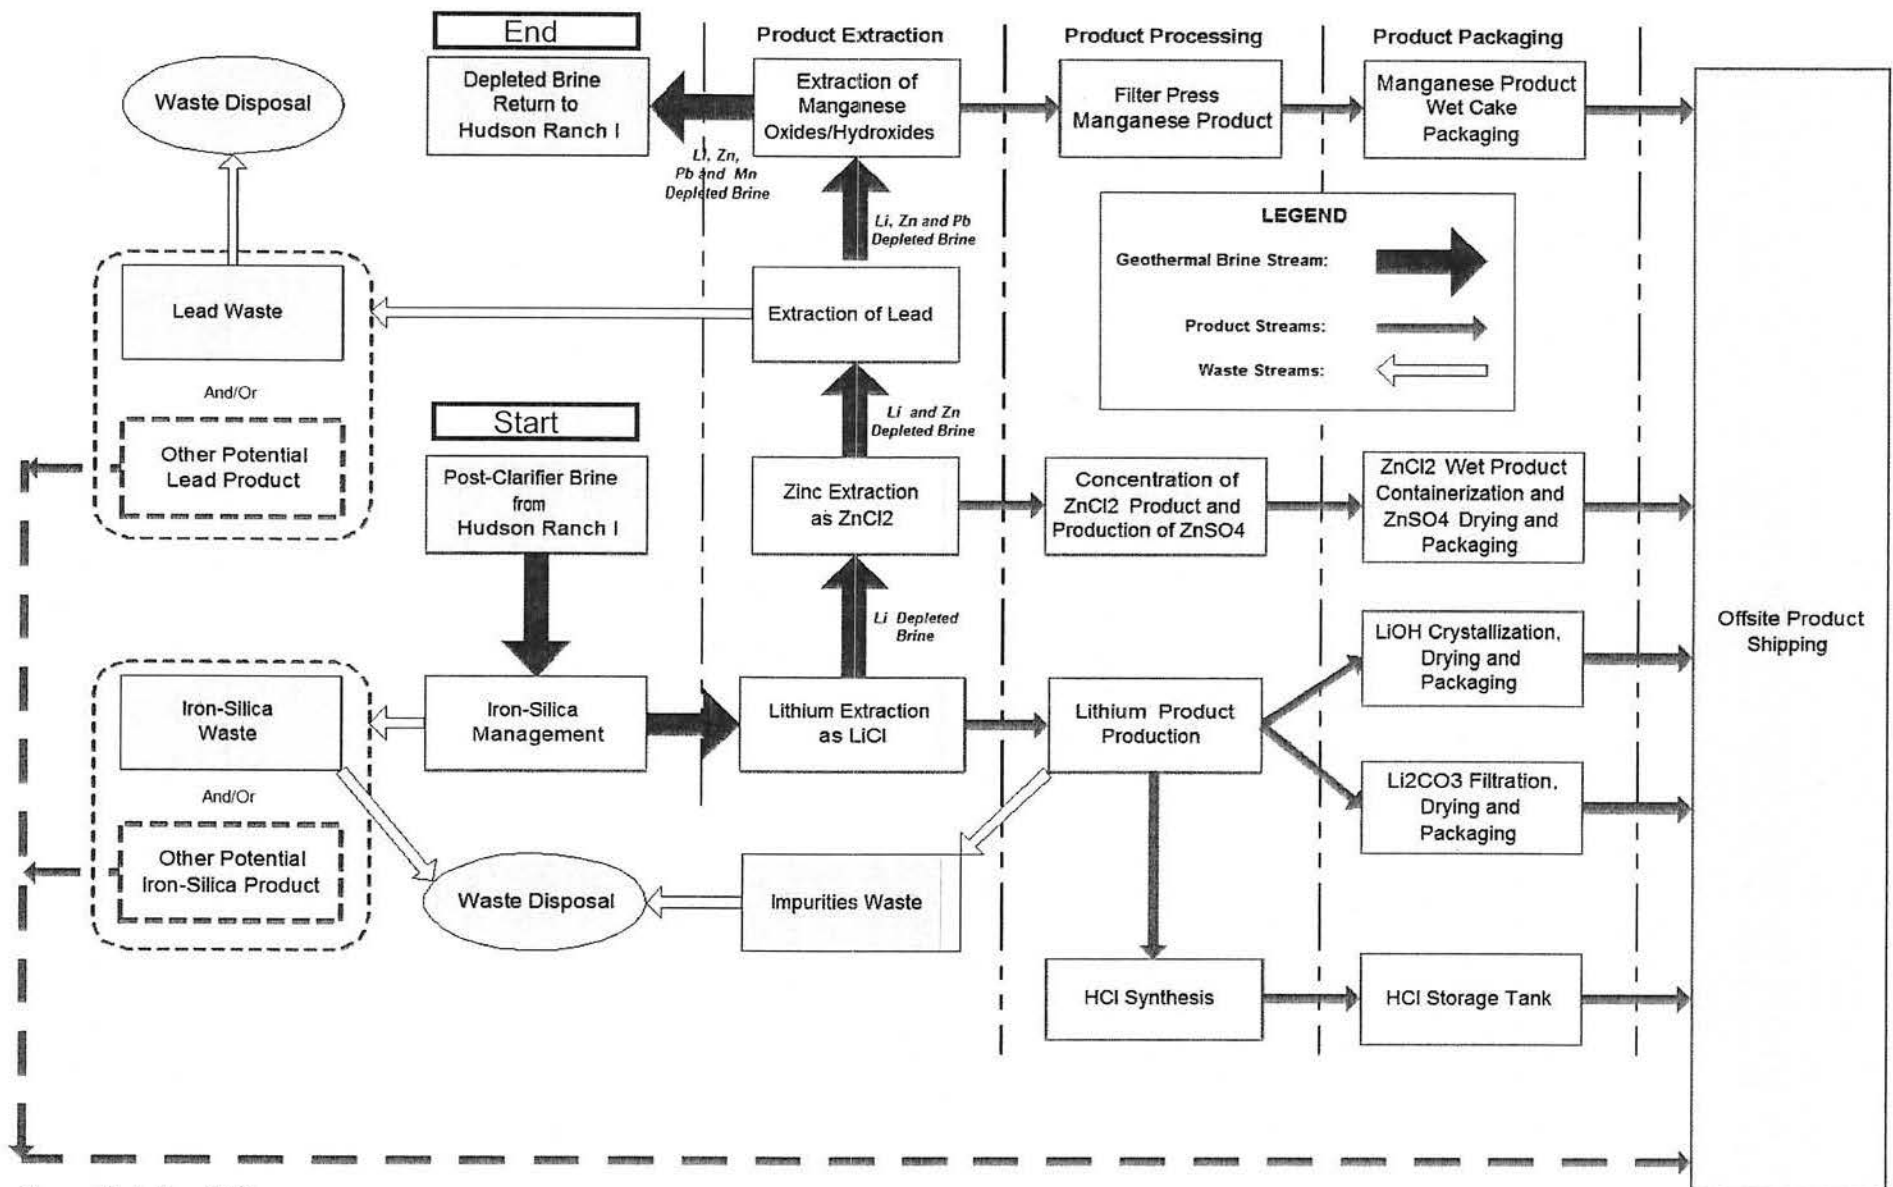 End
Product Extraction
Product Processing
Product Packaging
Waste Disposal
Depleted Brine
Return to
Hudson Ranch I
Extraction of
Manganese
Oxides/Hydroxides
Filter Press
Manganese Product
Manganese Product
Wet Cake
Packaging
Li, Zn,
Pb and Mn
Depleted Brine
Li, Zn and Pb
Depleted Brine
LEGEND
Geothermal Brine Stream:
Product Streams:
Waste Streams:
Lead Waste
Extraction of Lead
And/Or
Other Potential
Lead Product
Start
Li and Zn
Depleted Brine
Post-Clarifier Brine
from
Hudson Ranch I
Zinc Extraction
as ZnCl2
Concentration of
ZnCl2 Product and
Production of ZnSO4
ZnCl2 Wet Product
Containerization and
ZnSO4 Drying and
Packaging
Li Depleted
Brine
Offsite Product
Shipping
LiOH Crystallization,
Drying and
Packaging
Iron-Silica
Waste
Iron-Silica
Management
Lithium Extraction
as LiCl
Lithium Product
Production
Li2CO3 Filtration,
Drying and
Packaging
And/Or
Other Potential
Iron-Silica Product
Waste Disposal
Impurities Waste
HCl Synthesis
HCl Storage Tank